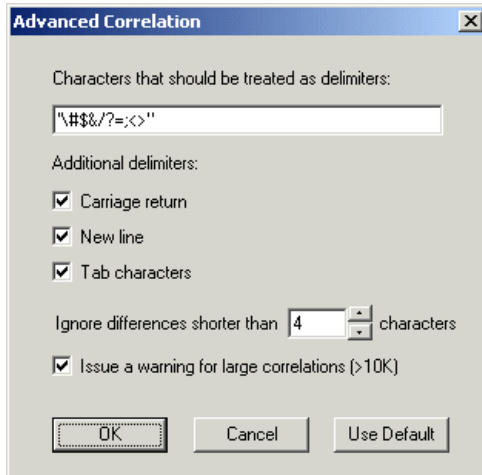 Advanced Correlation
Characters that should be treated as delimiters:
"\#$&/?=;<>"
Additional delimiters:
Carriage return
New line
Tab characters
Ignore differences shorter than 4 characters
Issue a warning for large correlations (>10K)
OK Cancel Use Default